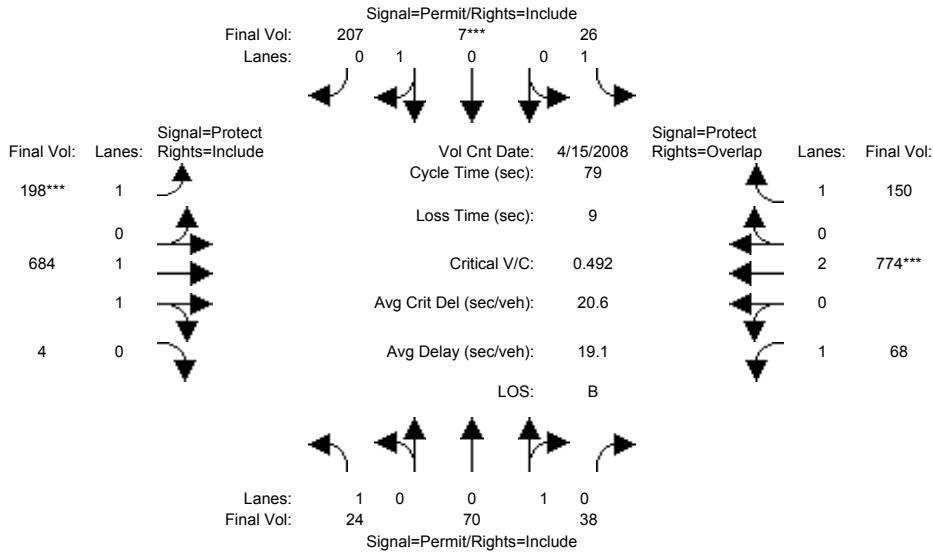 Signal=Permit/Rights=Include
Final Vol: 207 7*** 26
Lanes: 0 1 0 0 1
Signal=Protect Signal=Protect
Final Vol: Lanes: Rights=Include Vol Cnt Date: 4/15/2008 Rights=Overlap Lanes: Final Vol:
Cycle Time (sec): 79
198*** 1 1 150
Loss Time (sec): 9
0 0
684 1 Critical V/C: 0.492 2 774***
1 Avg Crit Del (sec/veh): 20.6 0
4 0 Avg Delay (sec/veh): 19.1 1 68
LOS: B
Lanes: 1 0 0 1 0
Final Vol: 24 70 38
Signal=Permit/Rights=Include